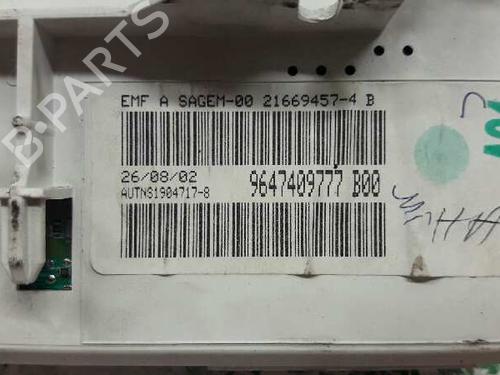 B-PARTS
EMF A SAGEM-00 21669457-4 B
26/08/02
AUTNS1904717-8
9647409777 B00